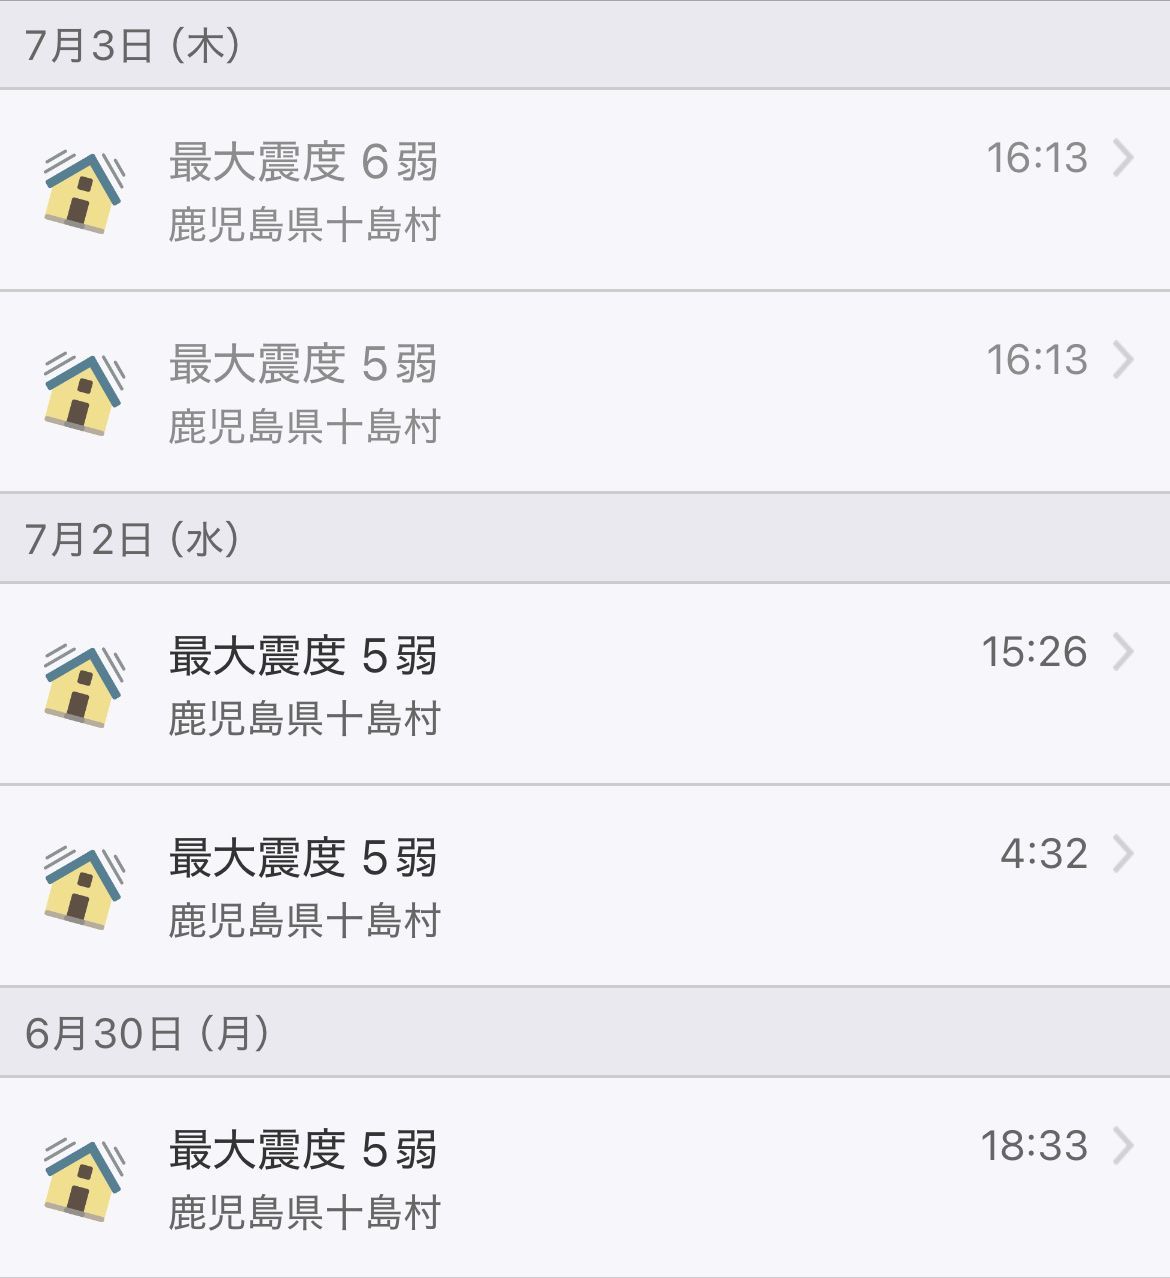 7月3日（木）
最大震度 6弱
16:13
鹿児島県十島村
最大震度 5弱
16:13
鹿児島県十島村
7月2日（水）
最大震度 5弱
15:26
鹿児島県十島村
最大震度 5弱
4:32
鹿児島県十島村
6月30日（月）
最大震度 5弱
18:33
鹿児島県十島村